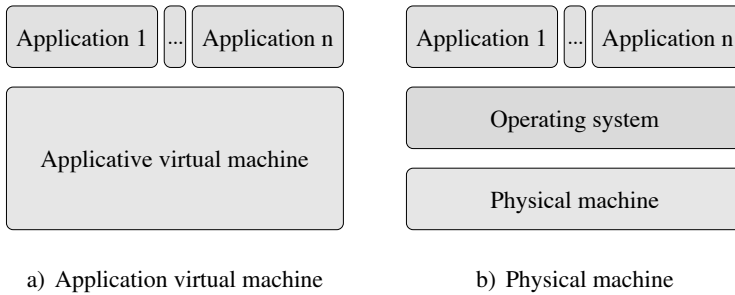 Application 1 ... Application n
Applicative virtual machine
a) Application virtual machine
Application 1 ... Application n
Operating system
Physical machine
b) Physical machine